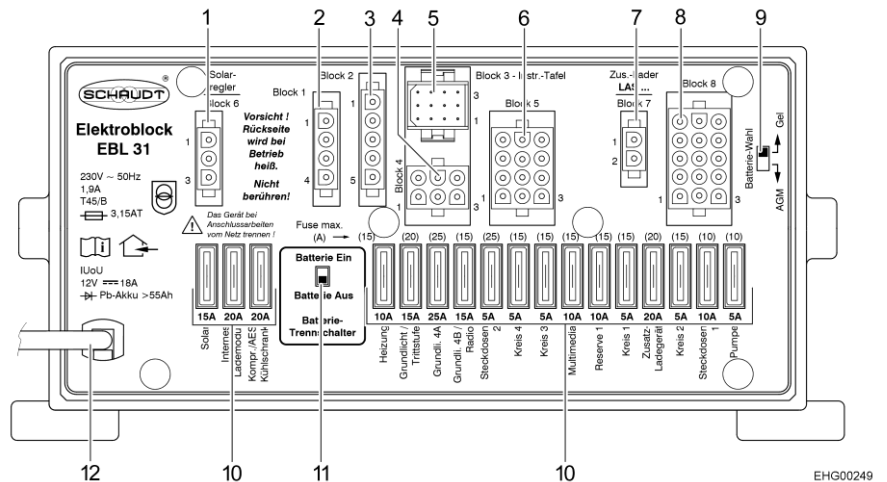 1
2
3
4
5
6
7
8
9
SCHAUDT
Elektroblock
EBL 31
230V ~ 50Hz
1,9A
T45/B
3,15AT
i
IUoU
12V 18A
Pb-Akku >55Ah
Solar-
regler
Block 6
1
3
Das Gerät bei
Anschlussarbeiten
vom Netz trennen !
Block 1
1
4
Vorsicht !
Rückseite
wird bei
Betrieb
heiß.
Nicht
berühren!
Block 2
1
5
Block 3 - Instr.-Tafel
3
1
Block 4
1
3
Block 5
1
3
Zus.-Lader
LAS ...
Block 7
1
2
Block 8
1
3
Batterie-Wahl
Gel
AGM
Fuse max.
(A) → (15) (20) (25) (15) (25) (15) (15) (10) (15) (15) (20) (15) (10) (10)
Batterie Ein
Batterie Aus
Batterie-
Trennschalter
15A 20A 20A
10A 15A 25A 15A 5A 5A 5A 10A 10A 5A 20A 5A 10A 5A
Solar
Internes
Lademodul
Kompr./AES
Kühlschrank
Heizung
Grundlicht /
Trittstufe
Grundli. 4A
Grundli. 4B /
Radio
Steckdosen
2
Kreis 4
Kreis 3
Multimedia
Reserve 1
Kreis 1
Zusatz-
Ladegerät
Kreis 2
Steckdosen
1
Pumpe
12
10
11
10
EHG00249